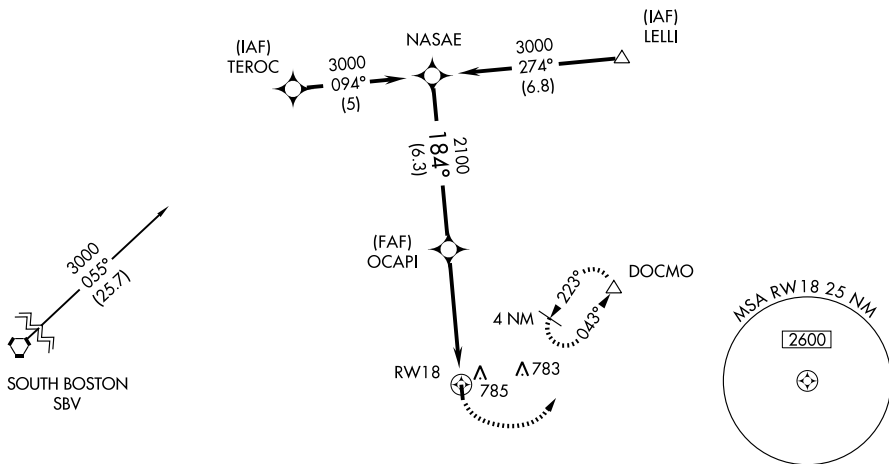 (IAF)
TEROC
3000
094°
(5)
NASAE
3000
274°
(6.8)
(IAF)
LELLI
2100
184°
(6.3)
(FAF)
OCAPI
3000
055°
(25.7)
SOUTH BOSTON
SBV
DOCMO
223°
043°
4 NM
RW18
785
783
MSA RW18 25 NM
2600